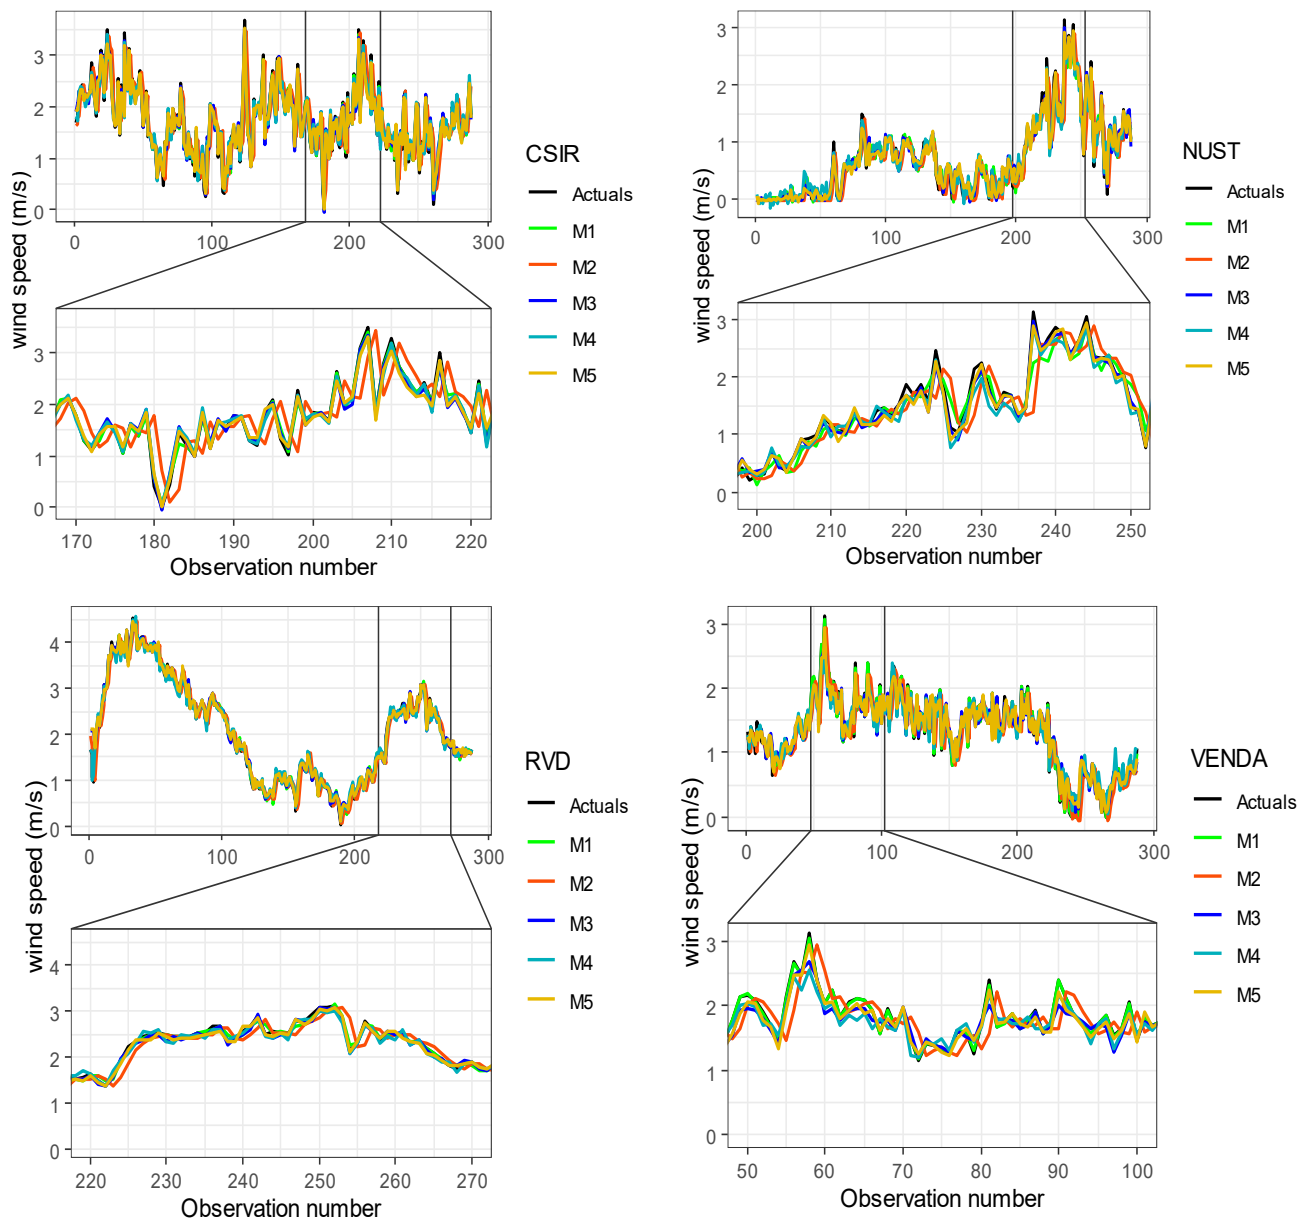 wind speed (m/s)
3
2
1
0
0
100
200
300
3
2
1
0
170
180
190
200
210
220
Observation number
CSIR
Actuals
M1
M2
M3
M4
M5
wind speed (m/s)
3
2
1
0
0
100
200
300
3
2
1
0
200
210
220
230
240
250
Observation number
NUST
Actuals
M1
M2
M3
M4
M5
wind speed (m/s)
4
3
2
1
0
0
100
200
300
4
3
2
1
0
220
230
240
250
260
270
Observation number
RVD
Actuals
M1
M2
M3
M4
M5
wind speed (m/s)
3
2
1
0
0
100
200
300
3
2
1
0
50
60
70
80
90
100
Observation number
VENDA
Actuals
M1
M2
M3
M4
M5